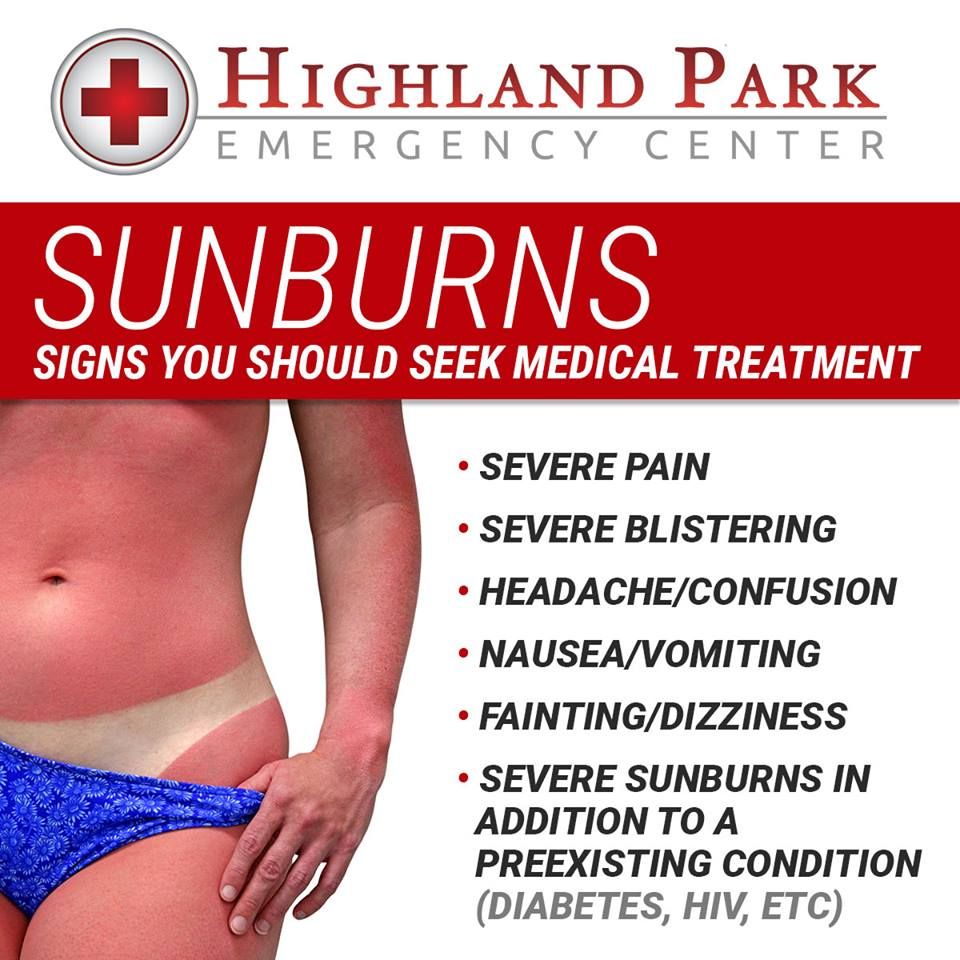 HIGHLAND PARK
EMERGENCY CENTER
SUNBURNS
SIGNS YOU SHOULD SEEK MEDICAL TREATMENT
• SEVERE PAIN
• SEVERE BLISTERING
• HEADACHE/CONFUSION
• NAUSEA/VOMITING
• FAINTING/DIZZINESS
• SEVERE SUNBURNS IN
ADDITION TO A
PREEXISTING CONDITION
(DIABETES, HIV, ETC)